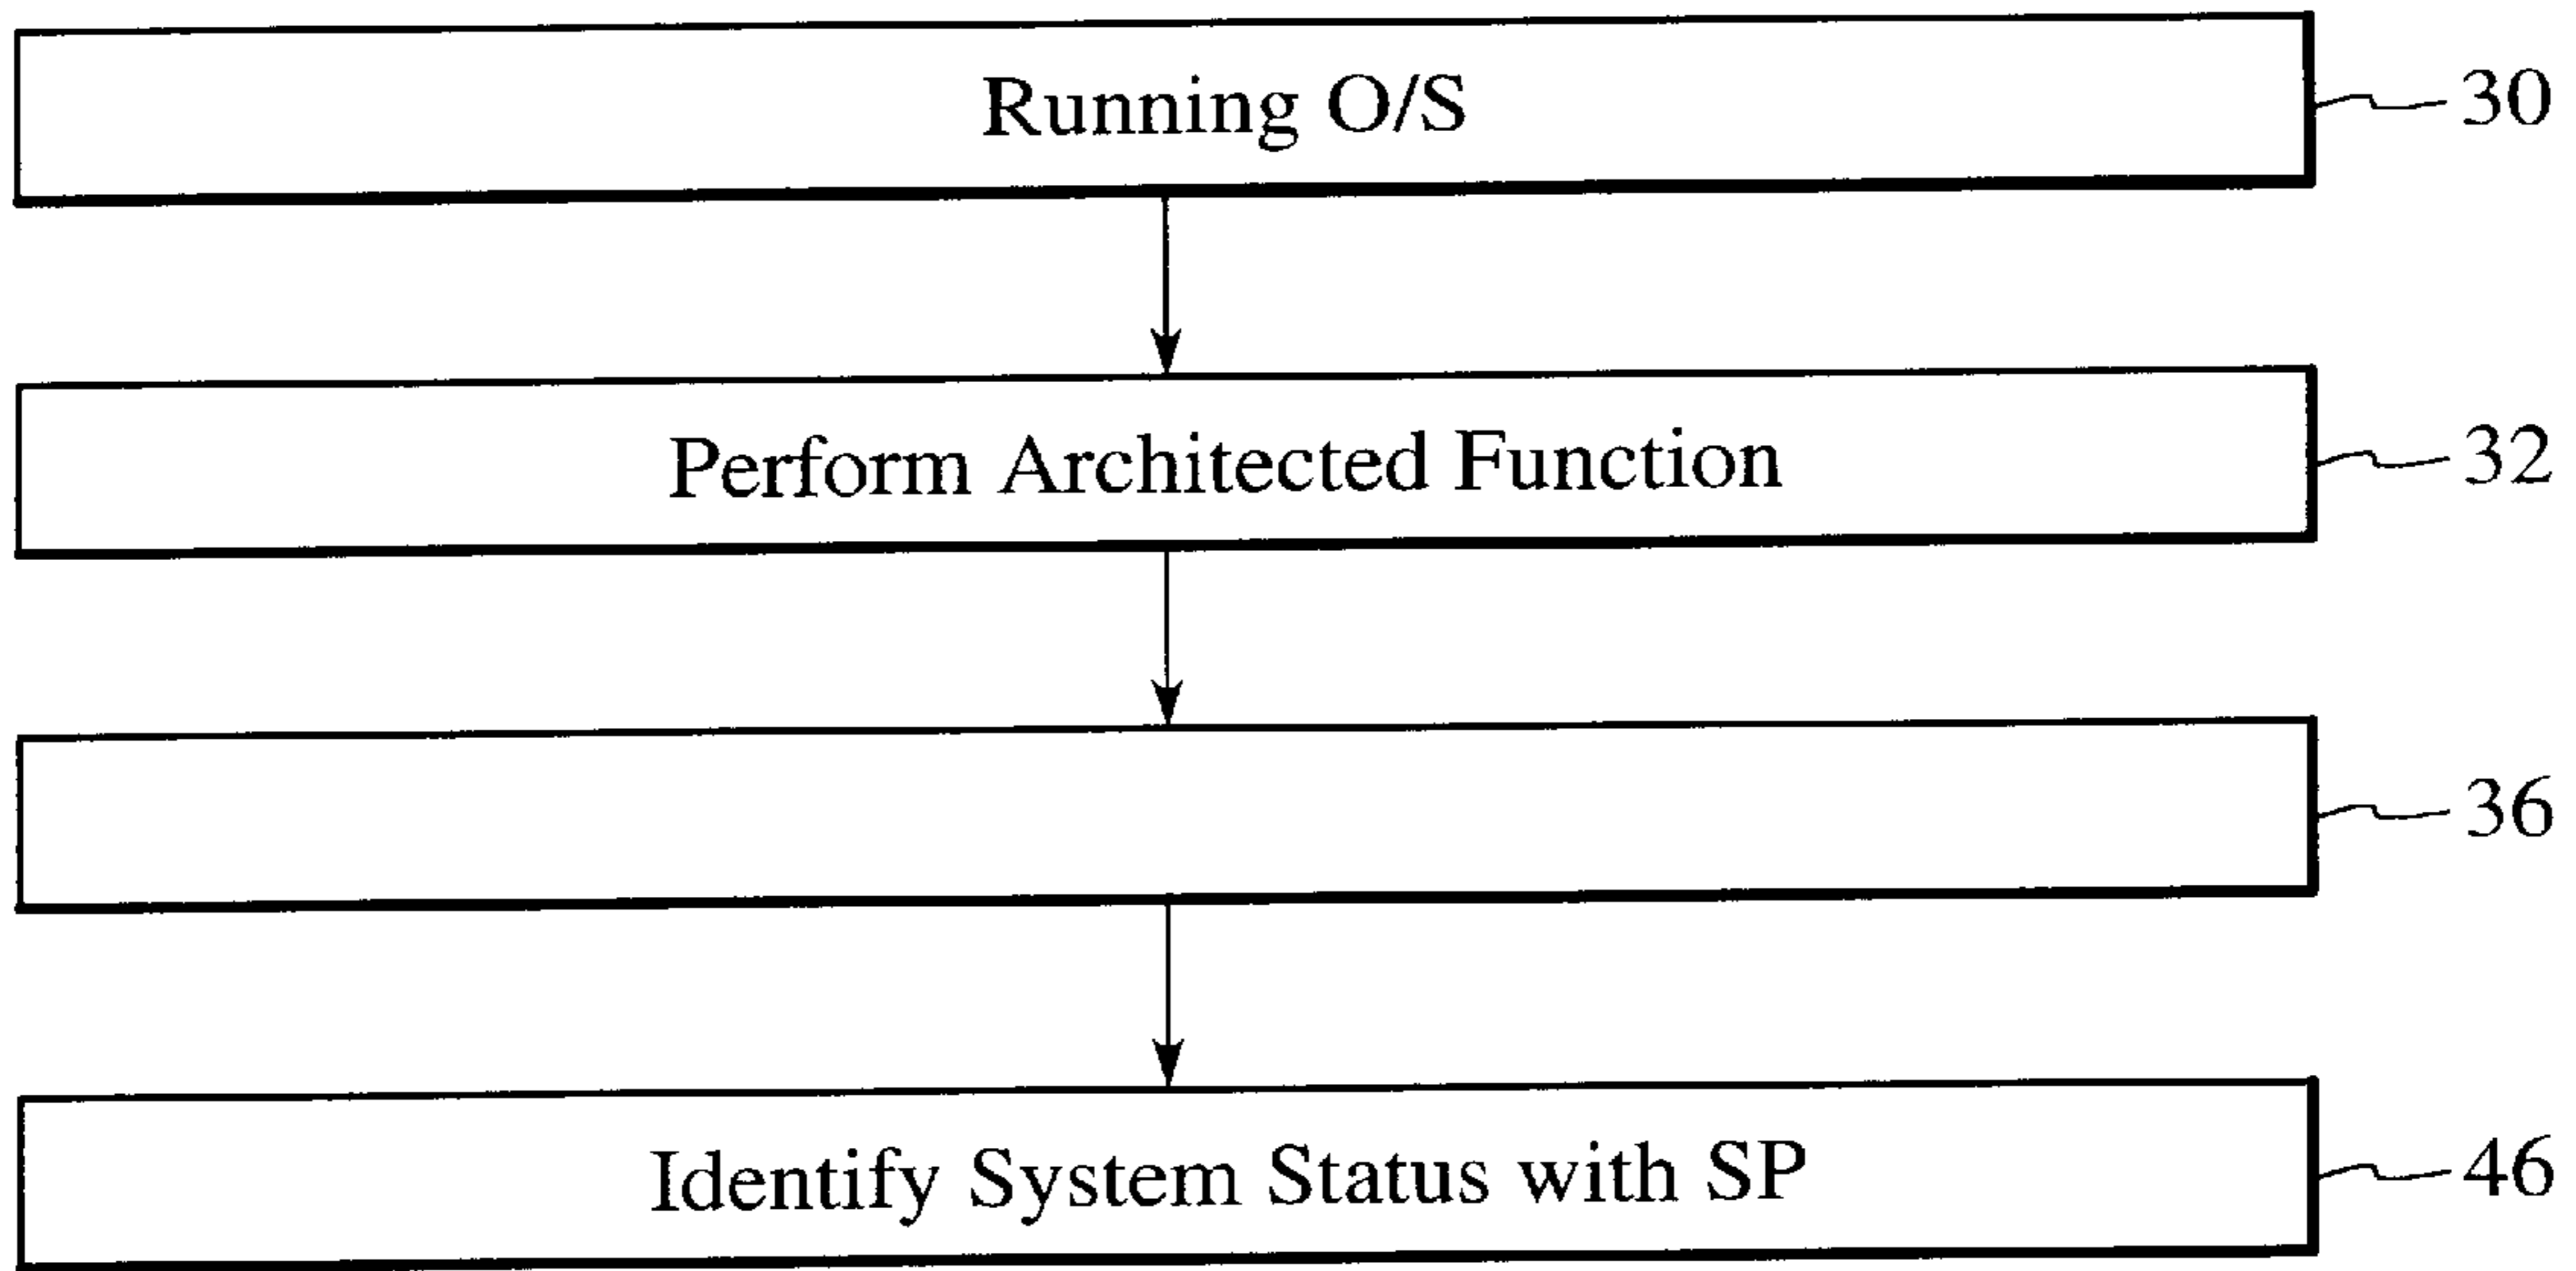 Running O/S
30
Perform Architected Function
32
36
Identify System Status with SP
46